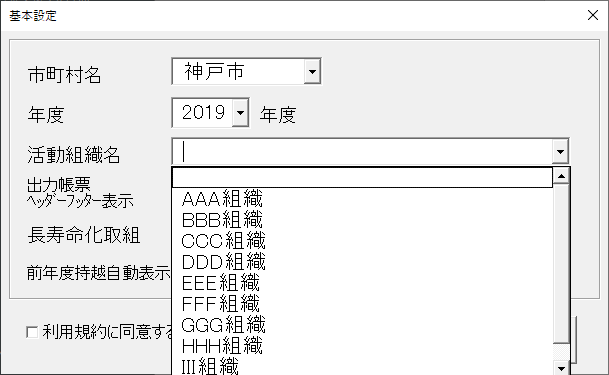 基本設定
市町村名 神戸市
年度 2019 年度
活動組織名
出力帳票
ﾍｯﾀﾞｰﾌｯﾀｰ表示
AAA組織
BBB組織
長寿命化取組
CCC組織
DDD組織
前年度持越自動表示
EEE組織
FFF組織
GGG組織
利用規約に同意する
HHH組織
III組織